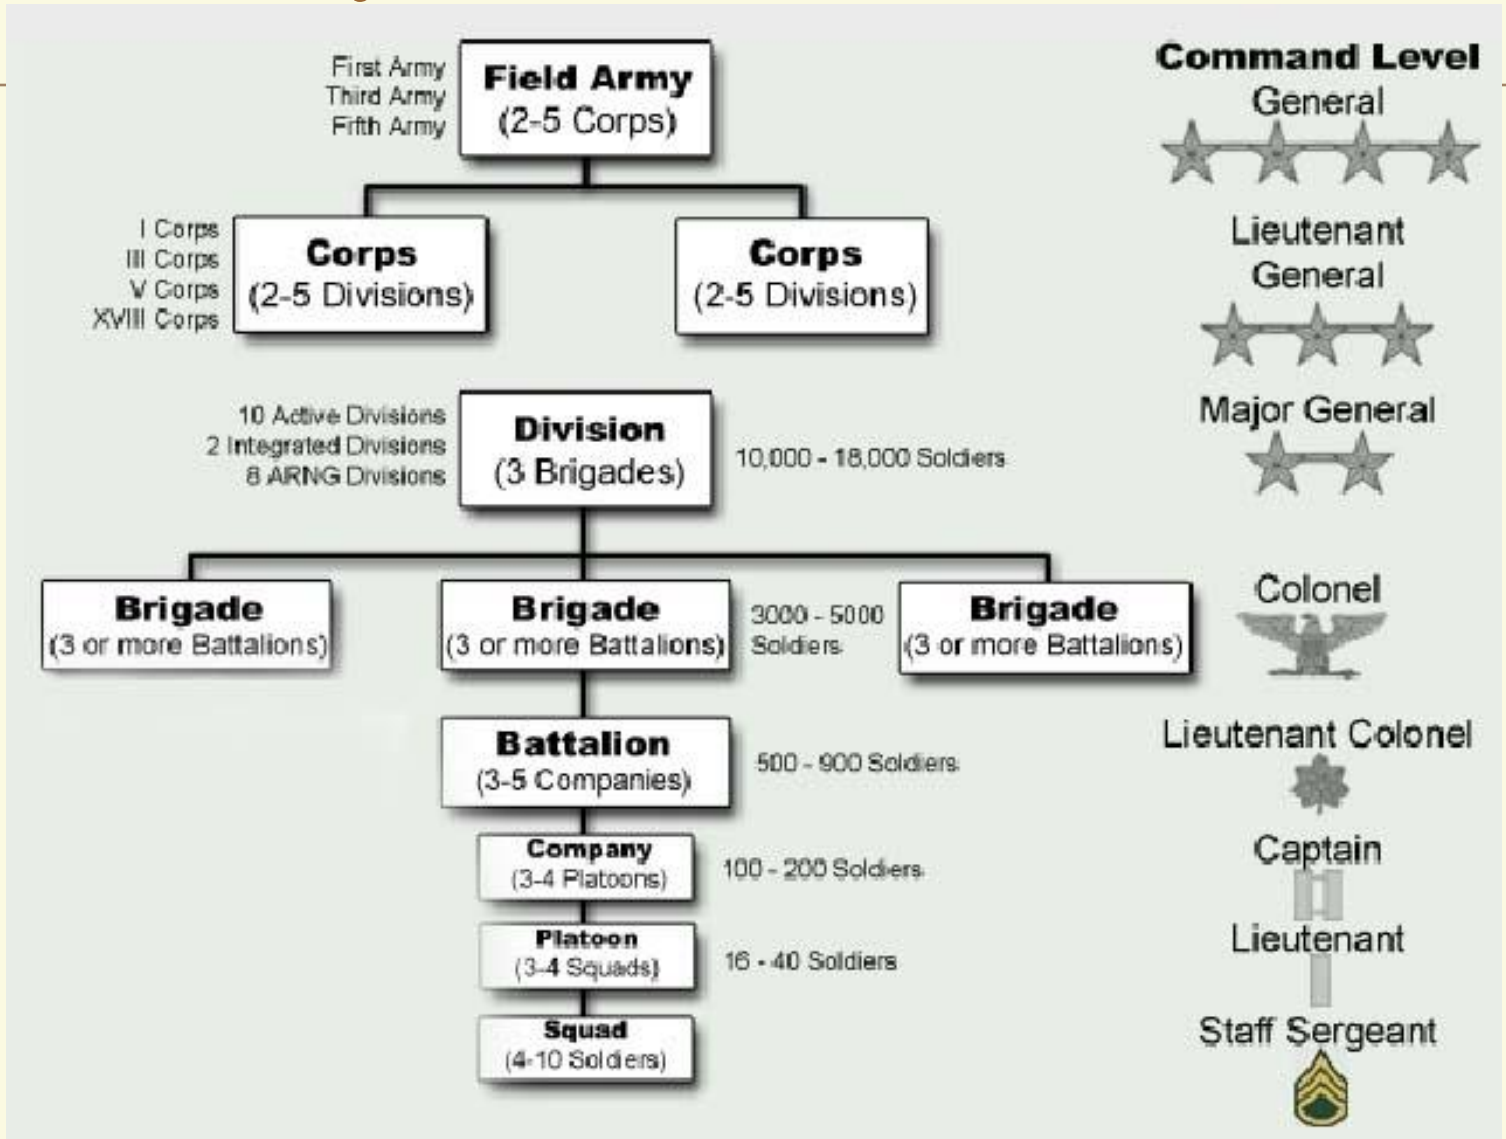 First Army
Third Army
Fifth Army
Field Army
(2-5 Corps)
Command Level
General
I Corps
III Corps
V Corps
XVIII Corps
Corps
(2-5 Divisions)
Corps
(2-5 Divisions)
Lieutenant
General
10 Active Divisions
2 Integrated Divisions
8 ARNG Divisions
Division
(3 Brigades)
10,000 - 18,000 Soldiers
Major General
Brigade
(3 or more Battalions)
Brigade
(3 or more Battalions)
3000 - 5000
Soldiers
Brigade
(3 or more Battalions)
Colonel
Battalion
(3-5 Companies)
500 - 900 Soldiers
Lieutenant Colonel
Company
(3-4 Platoons)
100 - 200 Soldiers
Captain
Platoon
(3-4 Squads)
16 - 40 Soldiers
Lieutenant
Squad
(4-10 Soldiers)
Staff Sergeant